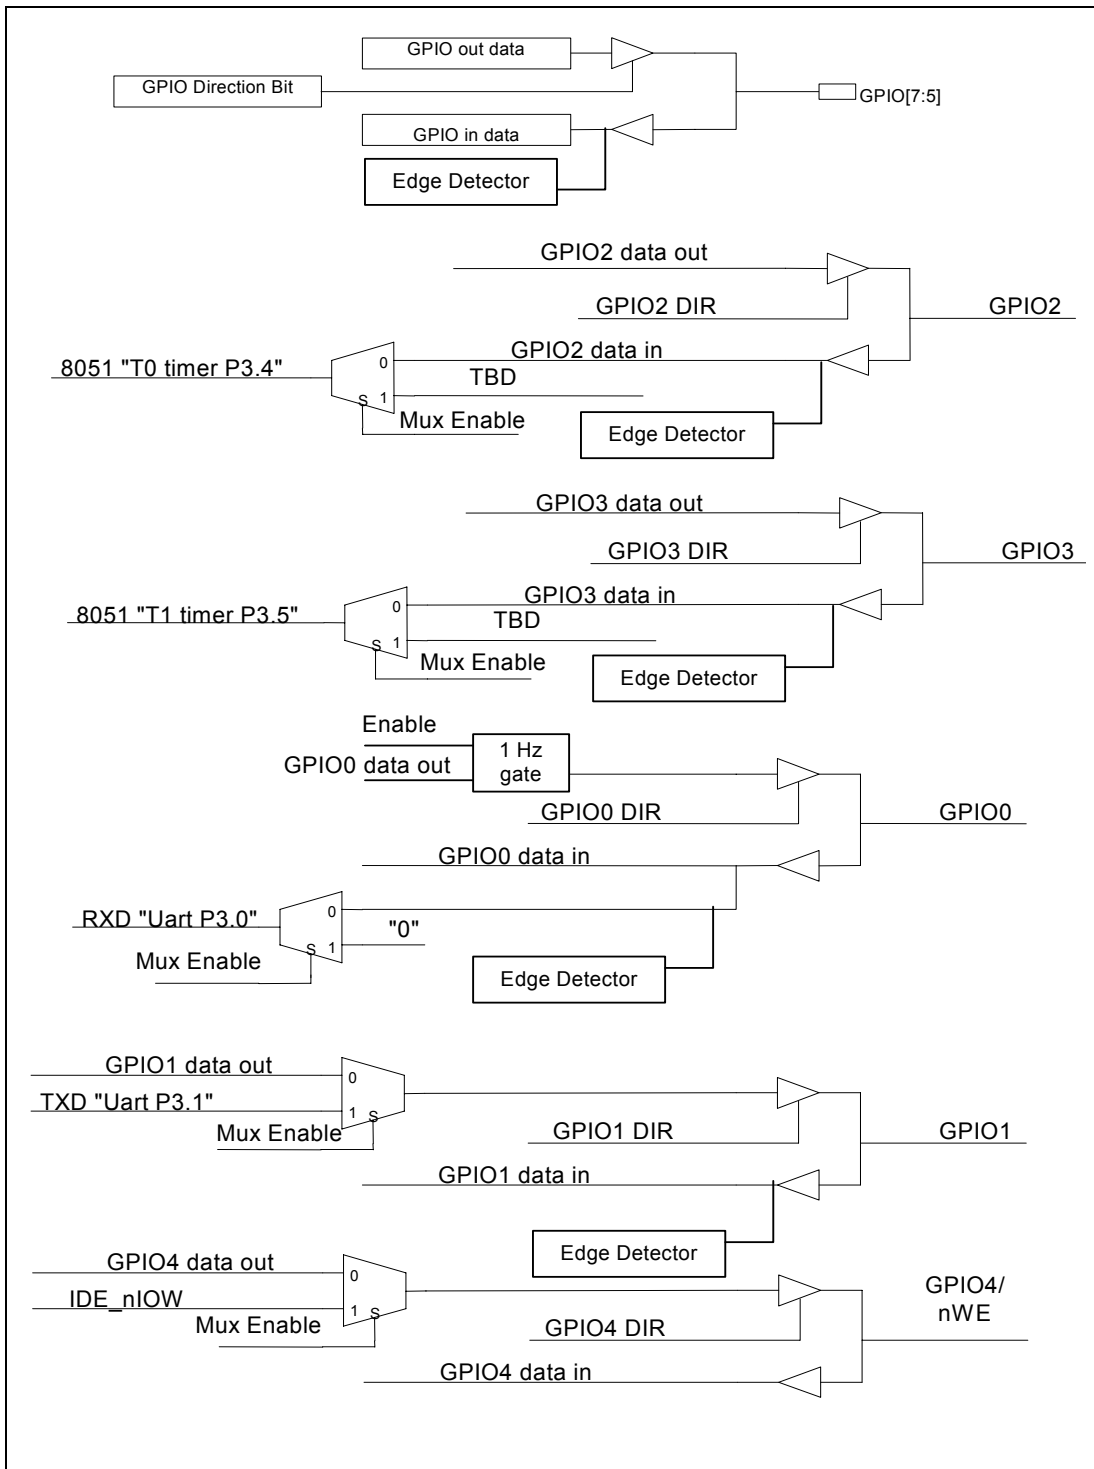 GPIO out data
GPIO Direction Bit
GPIO[7:5]
GPIO in data
Edge Detector
GPIO2 data out
GPIO2 DIR
GPIO2
GPIO2 data in
8051 "T0 timer P3.4"
0
TBD
S 1
Mux Enable
Edge Detector
GPIO3 data out
GPIO3 DIR
GPIO3
GPIO3 data in
8051 "T1 timer P3.5"
0
TBD
S 1
Mux Enable
Edge Detector
Enable
1 Hz
gate
GPIO0 data out
GPIO0 DIR
GPIO0
GPIO0 data in
RXD "Uart P3.0"
0
"0"
S 1
Mux Enable
Edge Detector
GPIO1 data out
0
TXD "Uart P3.1"
1 S
Mux Enable
GPIO1 DIR
GPIO1
GPIO1 data in
Edge Detector
GPIO4 data out
0
IDE_nIOW
1 S
Mux Enable
GPIO4 DIR
GPIO4/
nWE
GPIO4 data in